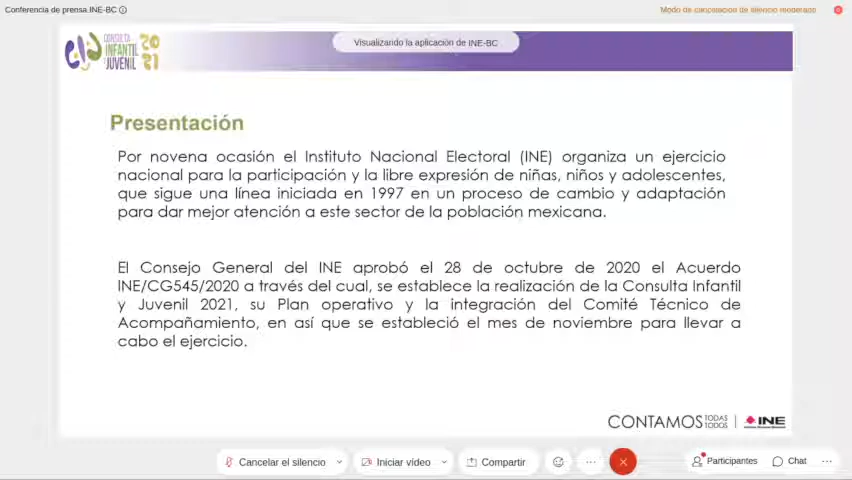 Conferencia de prensa INE-BC
Modo de cancelación de silencio moderado
CONSULTA
INFANTIL
Y JUVENIL
20
21
Visualizando la aplicación de INE-BC
Presentación
Por novena ocasión el Instituto Nacional Electoral (INE) organiza un ejercicio
nacional para la participación y la libre expresión de niñas, niños y adolescentes,
que sigue una línea iniciada en 1997 en un proceso de cambio y adaptación
para dar mejor atención a este sector de la población mexicana.
El Consejo General del INE aprobó el 28 de octubre de 2020 el Acuerdo
INE/CG545/2020 a través del cual, se establece la realización de la Consulta Infantil
y Juvenil 2021, su Plan operativo y la integración del Comité Técnico de
Acompañamiento, en así que se estableció el mes de noviembre para llevar a
cabo el ejercicio.
CONTAMOS TODAS TODOS
INE
Cancelar el silencio
Iniciar vídeo
Compartir
Participantes
Chat